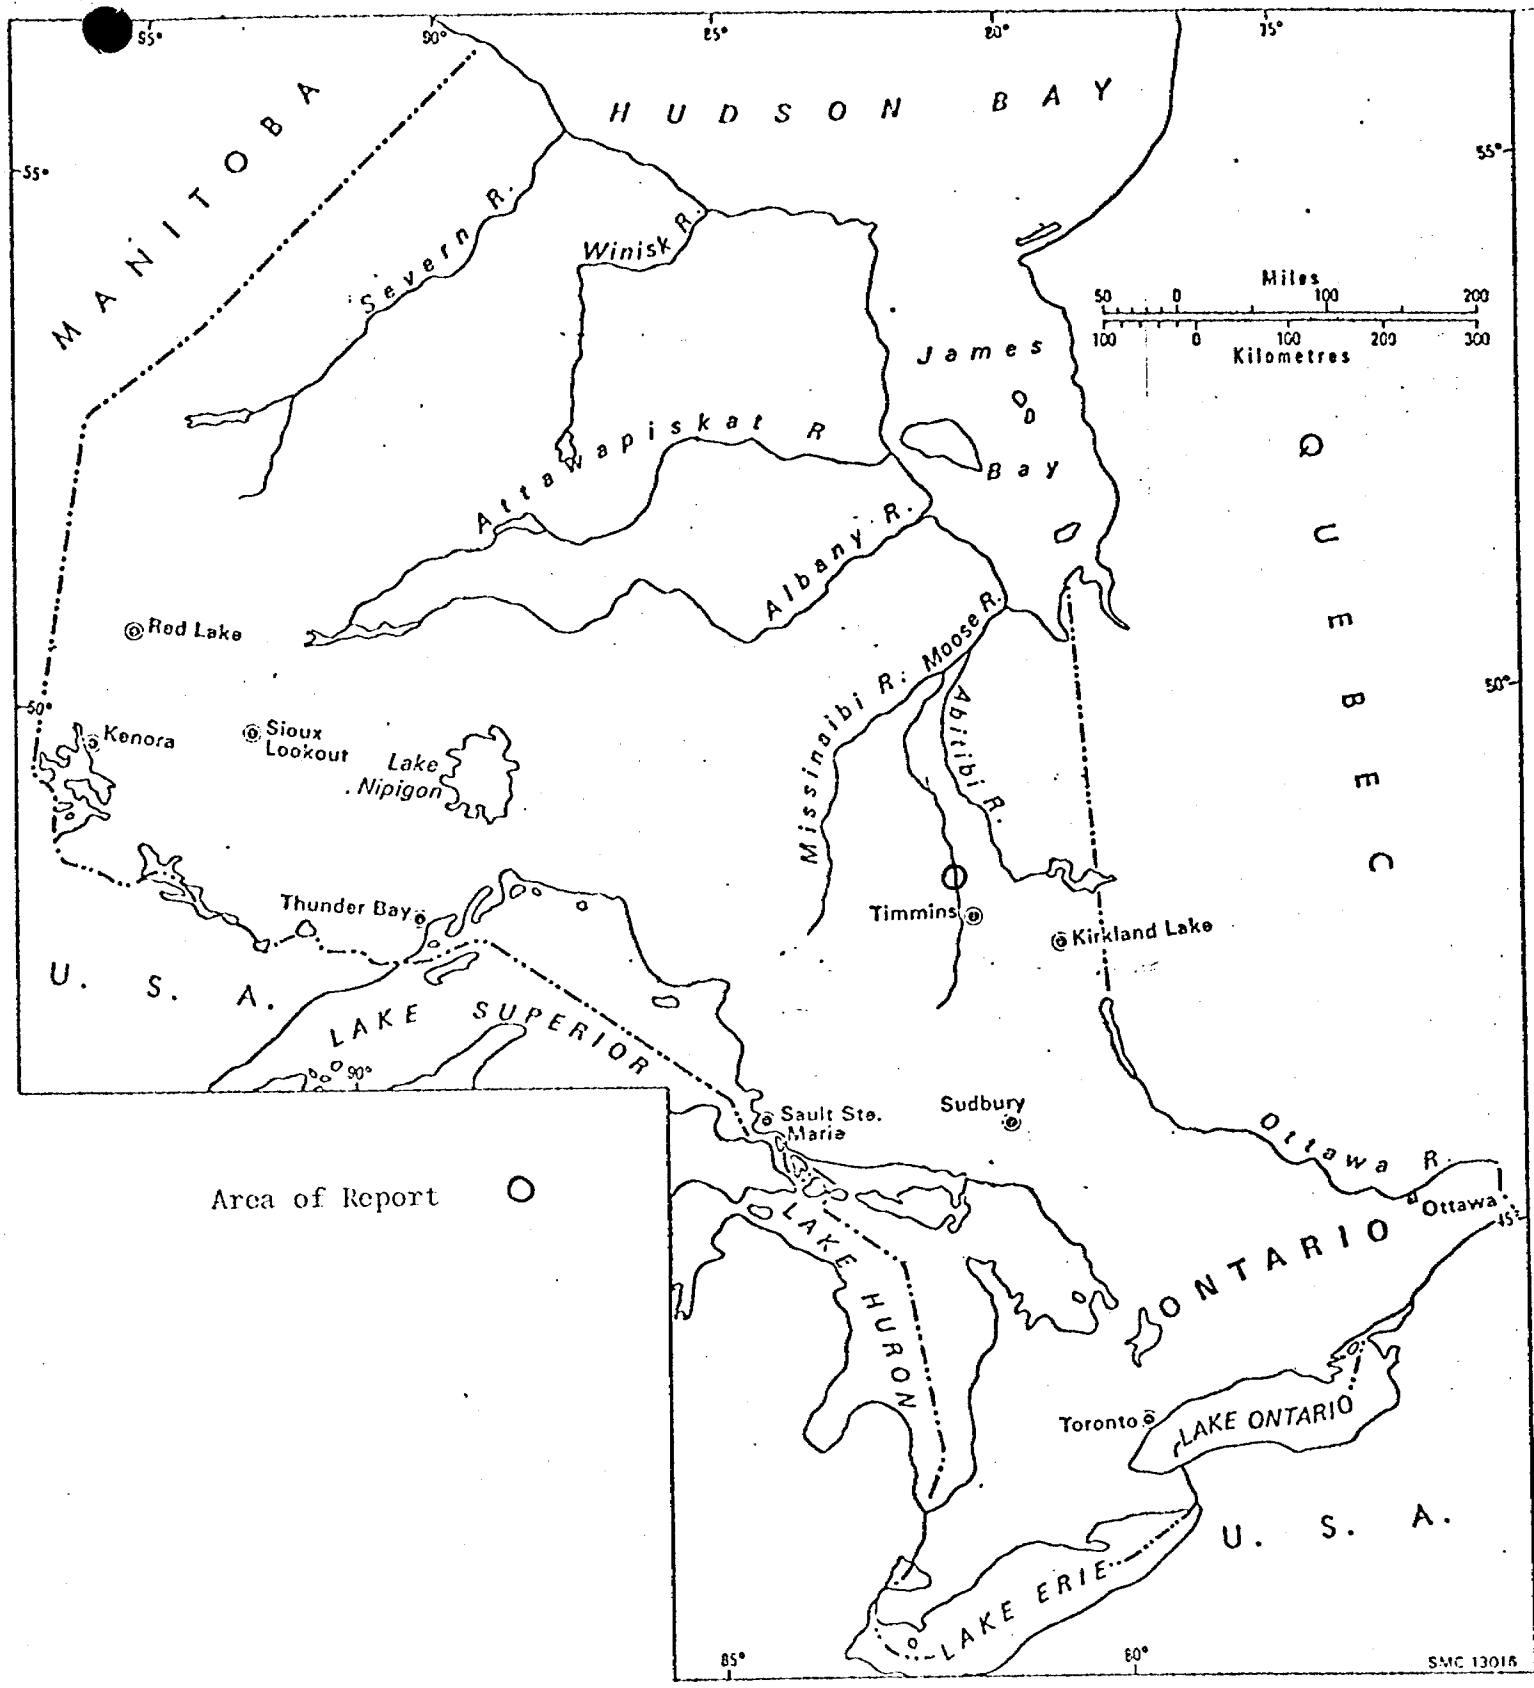 95° 90° 85° 80° 75°
MANITOBA
HUDSON BAY
55° 55°
Severn R.
Winisk R.
Miles
50 0 100 200
100 0 100 200 300
Kilometres
James
Bay
Attawapiskat R
Albany R.
QUEBEC
Red Lake
Moose R.
Missinaibi R.
Abitibi R.
50° 50°
Kenora
Sioux
Lookout
Lake
Nipigon
Thunder Bay
Timmins
Kirkland Lake
U. S. A.
LAKE SUPERIOR
90°
Sault Ste.
Marie
Sudbury
Ottawa R.
Ottawa
45°
Area of Report
LAKE HURON
ONTARIO
Toronto
LAKE ONTARIO
U. S. A.
LAKE ERIE
85° 80°
SMC 13016